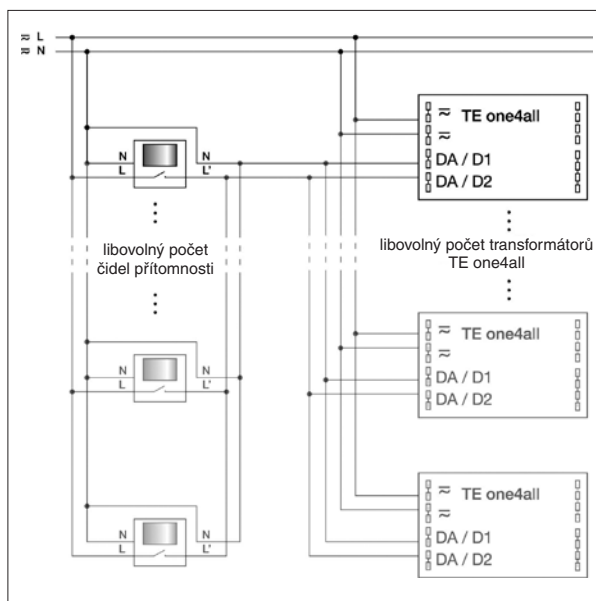 ≂ L
≂ N
≂ TE one4all
≂
DA / D1
DA / D2
N
L
N
L'
libovolný počet
čidel přítomnosti
libovolný počet transformátorů
TE one4all
≂ TE one4all
≂
DA / D1
DA / D2
N
L
N
L'
≂ TE one4all
≂
DA / D1
DA / D2
N
L
N
L'